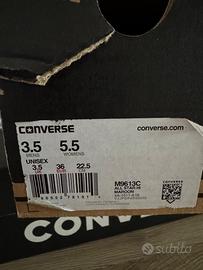 CONVERSE
converse.com
3.5
MENS
5.5
WOMENS
UNISEX
3.5
36
22.5
M9613C
ALL STAR HI
MAROON
CONVERSE
subito